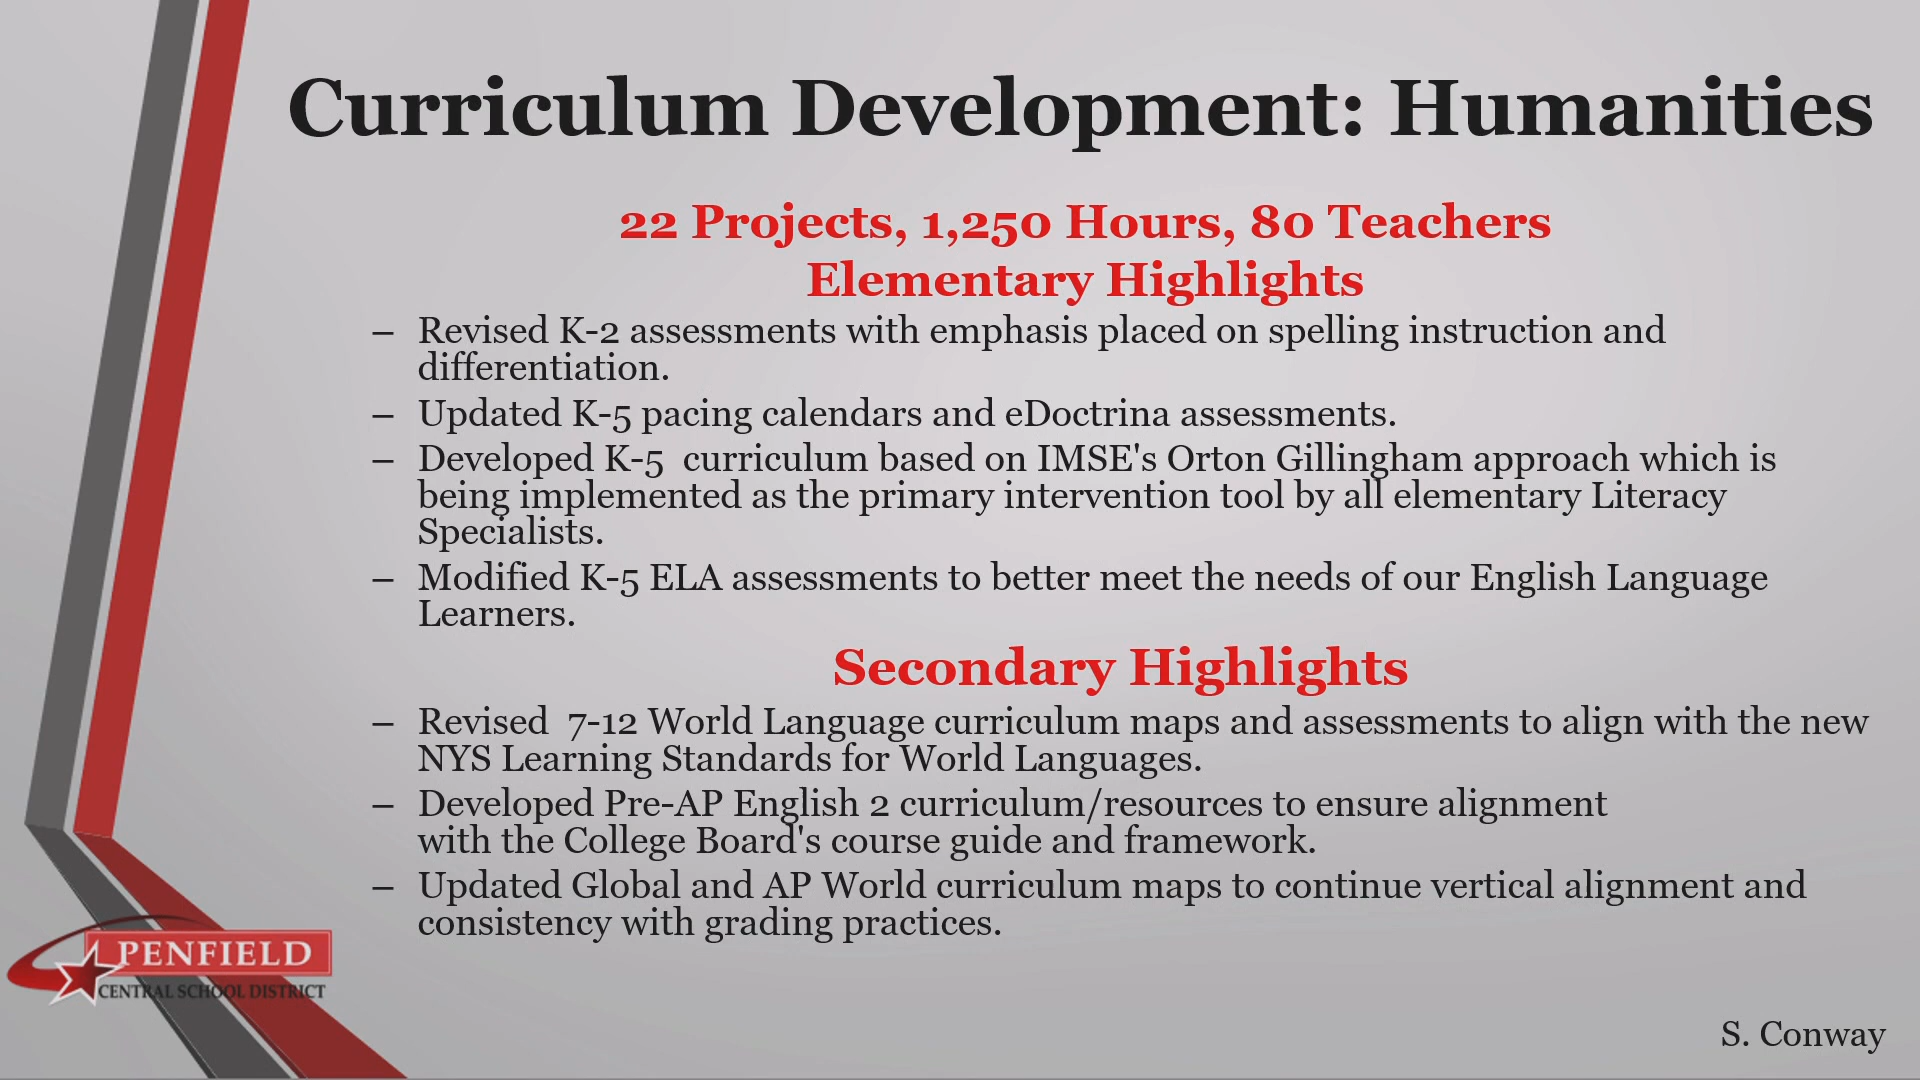 Curriculum Development: Humanities
22 Projects, 1,250 Hours, 80 Teachers
Elementary Highlights
– Revised K-2 assessments with emphasis placed on spelling instruction and
differentiation.
– Updated K-5 pacing calendars and eDoctrina assessments.
– Developed K-5  curriculum based on IMSE's Orton Gillingham approach which is
being implemented as the primary intervention tool by all elementary Literacy
Specialists.
– Modified K-5 ELA assessments to better meet the needs of our English Language
Learners.
Secondary Highlights
– Revised  7-12 World Language curriculum maps and assessments to align with the new
NYS Learning Standards for World Languages.
– Developed Pre-AP English 2 curriculum/resources to ensure alignment
with the College Board's course guide and framework.
– Updated Global and AP World curriculum maps to continue vertical alignment and
consistency with grading practices.
PENFIELD
CENTRAL SCHOOL DISTRICT
S. Conway